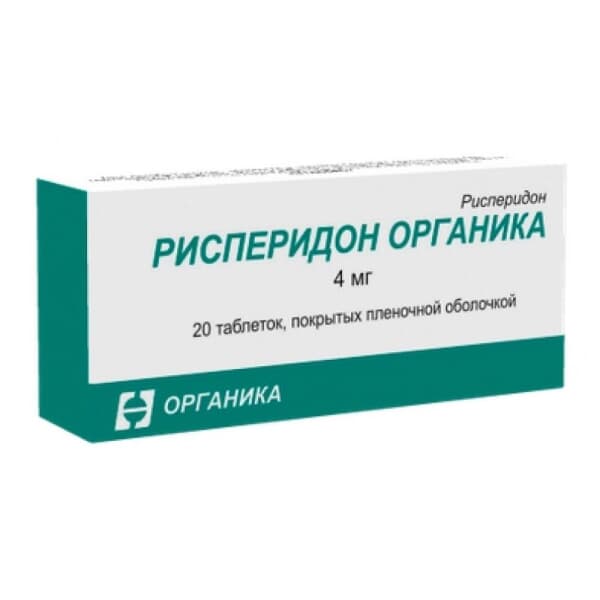 Рисперидон
РИСПЕРИДОН ОРГАНИКА
4 мг
20 таблеток, покрытых пленочной оболочкой
ОРГАНИКА